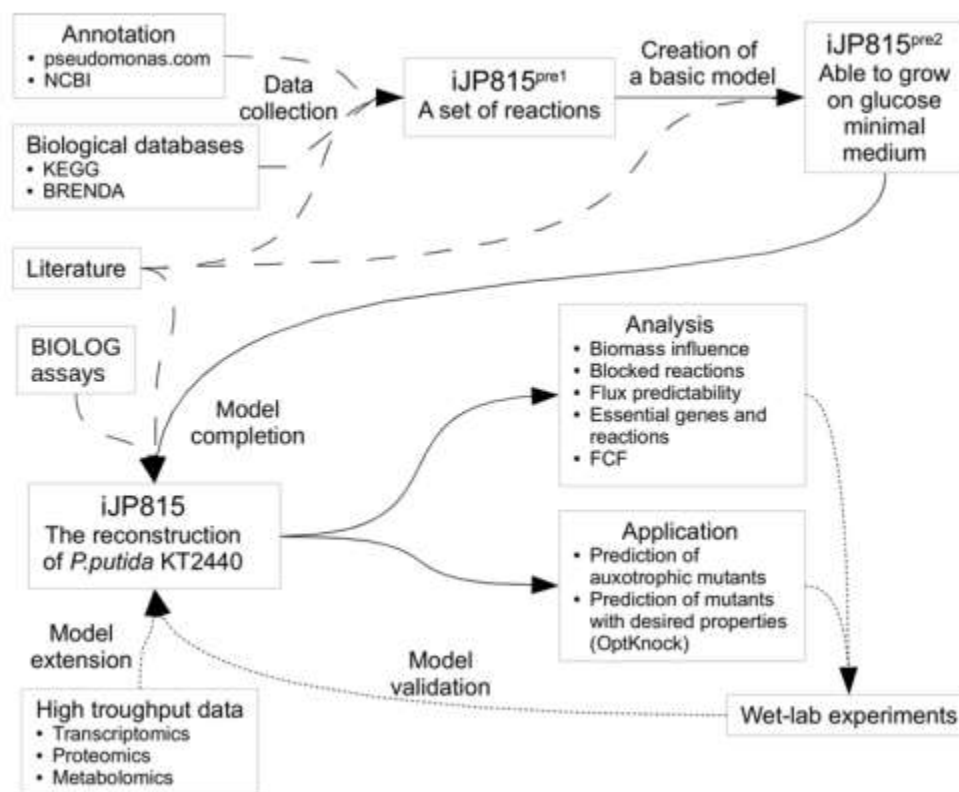 Annotation
• pseudomonas.com
• NCBI
Data
collection
Biological databases
• KEGG
• BRENDA
Literature
iJP815pre1
A set of reactions
Creation of
a basic model
iJP815pre2
Able to grow
on glucose
minimal
medium
BIOLOG
assays
Model
completion
iJP815
The reconstruction
of P.putida KT2440
Analysis
• Biomass influence
• Blocked reactions
• Flux predictability
• Essential genes and
reactions
• FCF
Application
• Prediction of
auxotrophic mutants
• Prediction of mutants
with desired properties
(OptKnock)
Model
extension
Model
validation
High troughput data
• Transcriptomics
• Proteomics
• Metabolomics
Wet-lab experiments